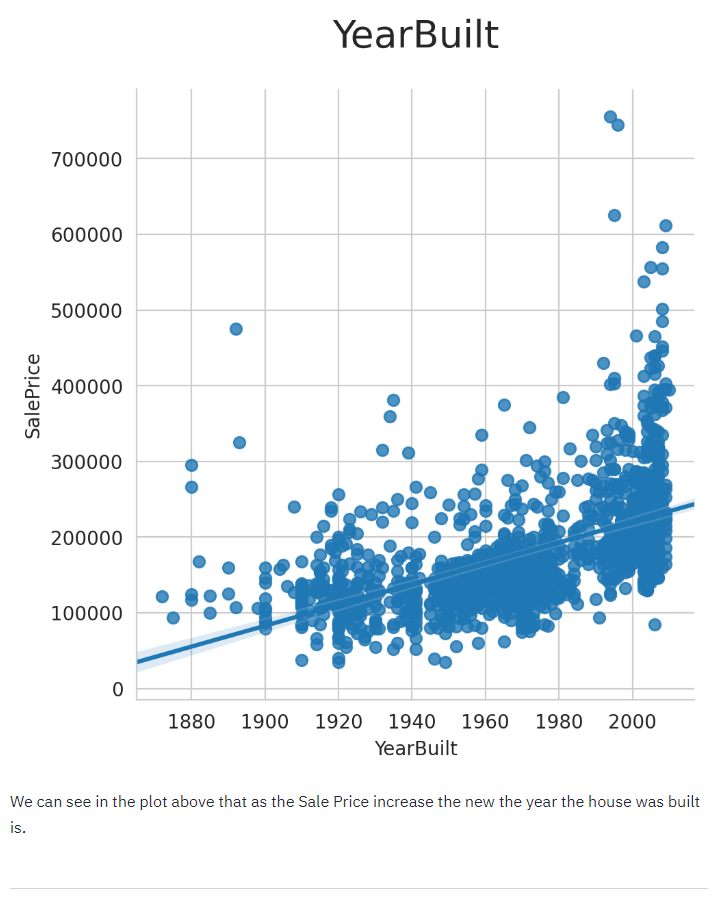 YearBuilt
700000
600000
500000
400000
300000
200000
100000
0
SalePrice
1880 1900 1920 1940 1960 1980 2000
YearBuilt
We can see in the plot above that as the Sale Price increase the new the year the house was built
is.